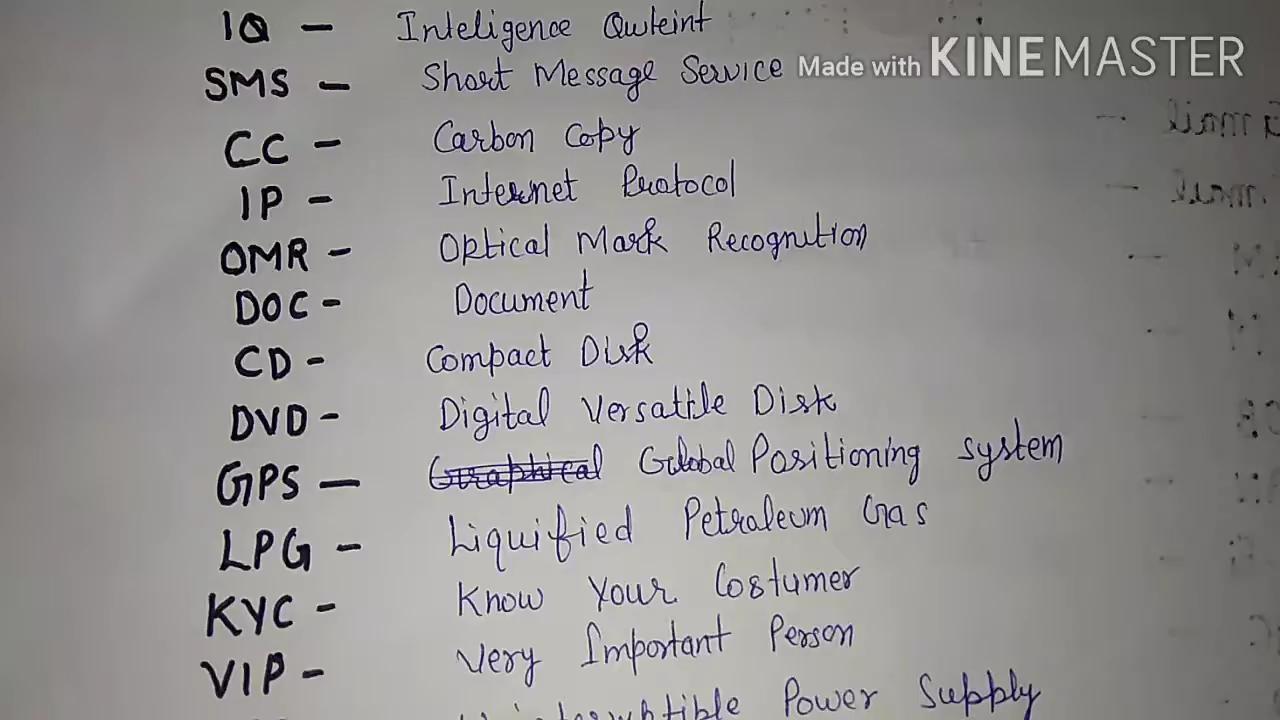 IQ - Inteligence Qwteint
SMS - Short Message Service
Made with KINEMASTER
CC - Carbon Copy
IP - Internet Protocol
OMR - Optical Mark Recognition
DOC - Document
CD - Compact Disk
DVD - Digital Versatile Disk
GPS - Graphical Global Positioning system
LPG - Liquified Petraleum Gas
KYC - Know Your Costumer
VIP - Very Important Person
Power Supply